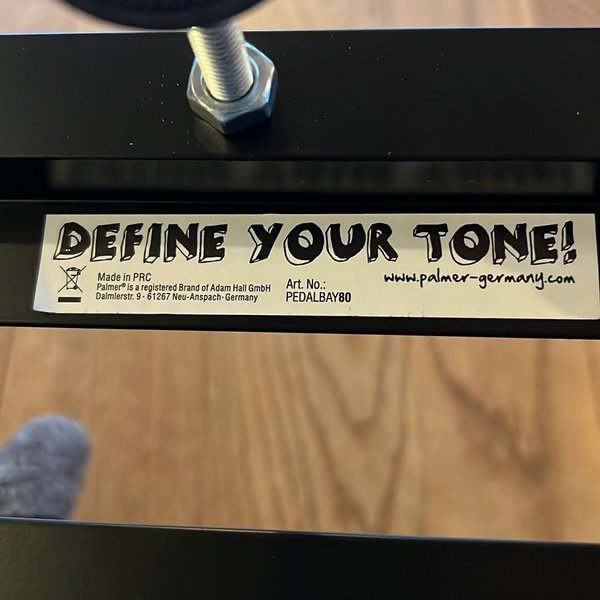 DEFINE YOUR TONE!
www.palmer-germany.com
Made in PRC
Palmer® is a registered Brand of Adam Hall GmbH
Daimlerstr. 9 · 61267 Neu-Anspach · Germany
Art. No.:
PEDALBAY80